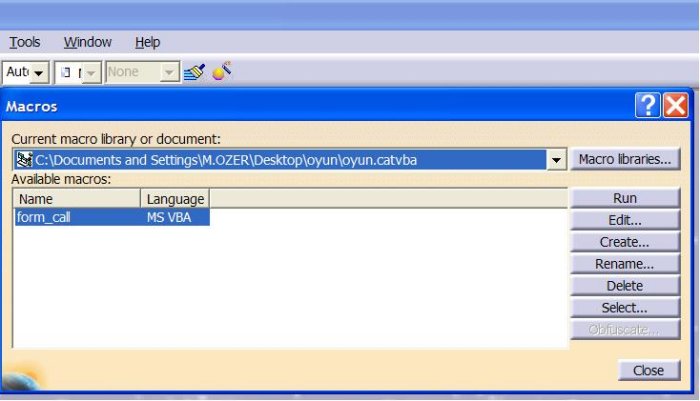 Tools Window Help
Aut None
Macros
Current macro library or document:
C:\Documents and Settings\M.OZER\Desktop\oyun\oyun.catvba Macro libraries...
Available macros:
Name Language Run
form_call MS VBA Edit...
Create...
Rename...
Delete
Select...
Obfuscate...
Close